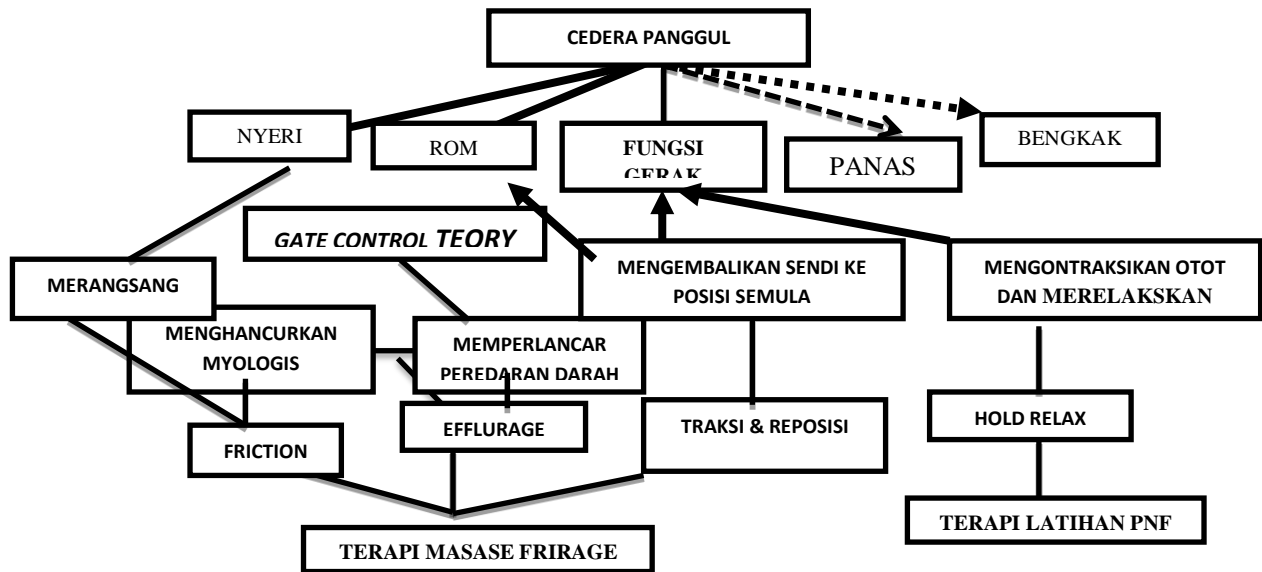 CEDERA PANGGUL
NYERI
ROM
FUNGSI
GERAK
PANAS
BENGKAK
GATE CONTROL TEORY
MERANGSANG
MENGEMBALIKAN SENDI KE
POSISI SEMULA
MENGONTRAKSIKAN OTOT
DAN MERELAKSKAN
MENGHANCURKAN
MYOLOGIS
MEMPERLANCAR
PEREDARAN DARAH
FRICTION
EFFLURAGE
TRAKSI & REPOSISI
HOLD RELAX
TERAPI MASASE FRIRAGE
TERAPI LATIHAN PNF